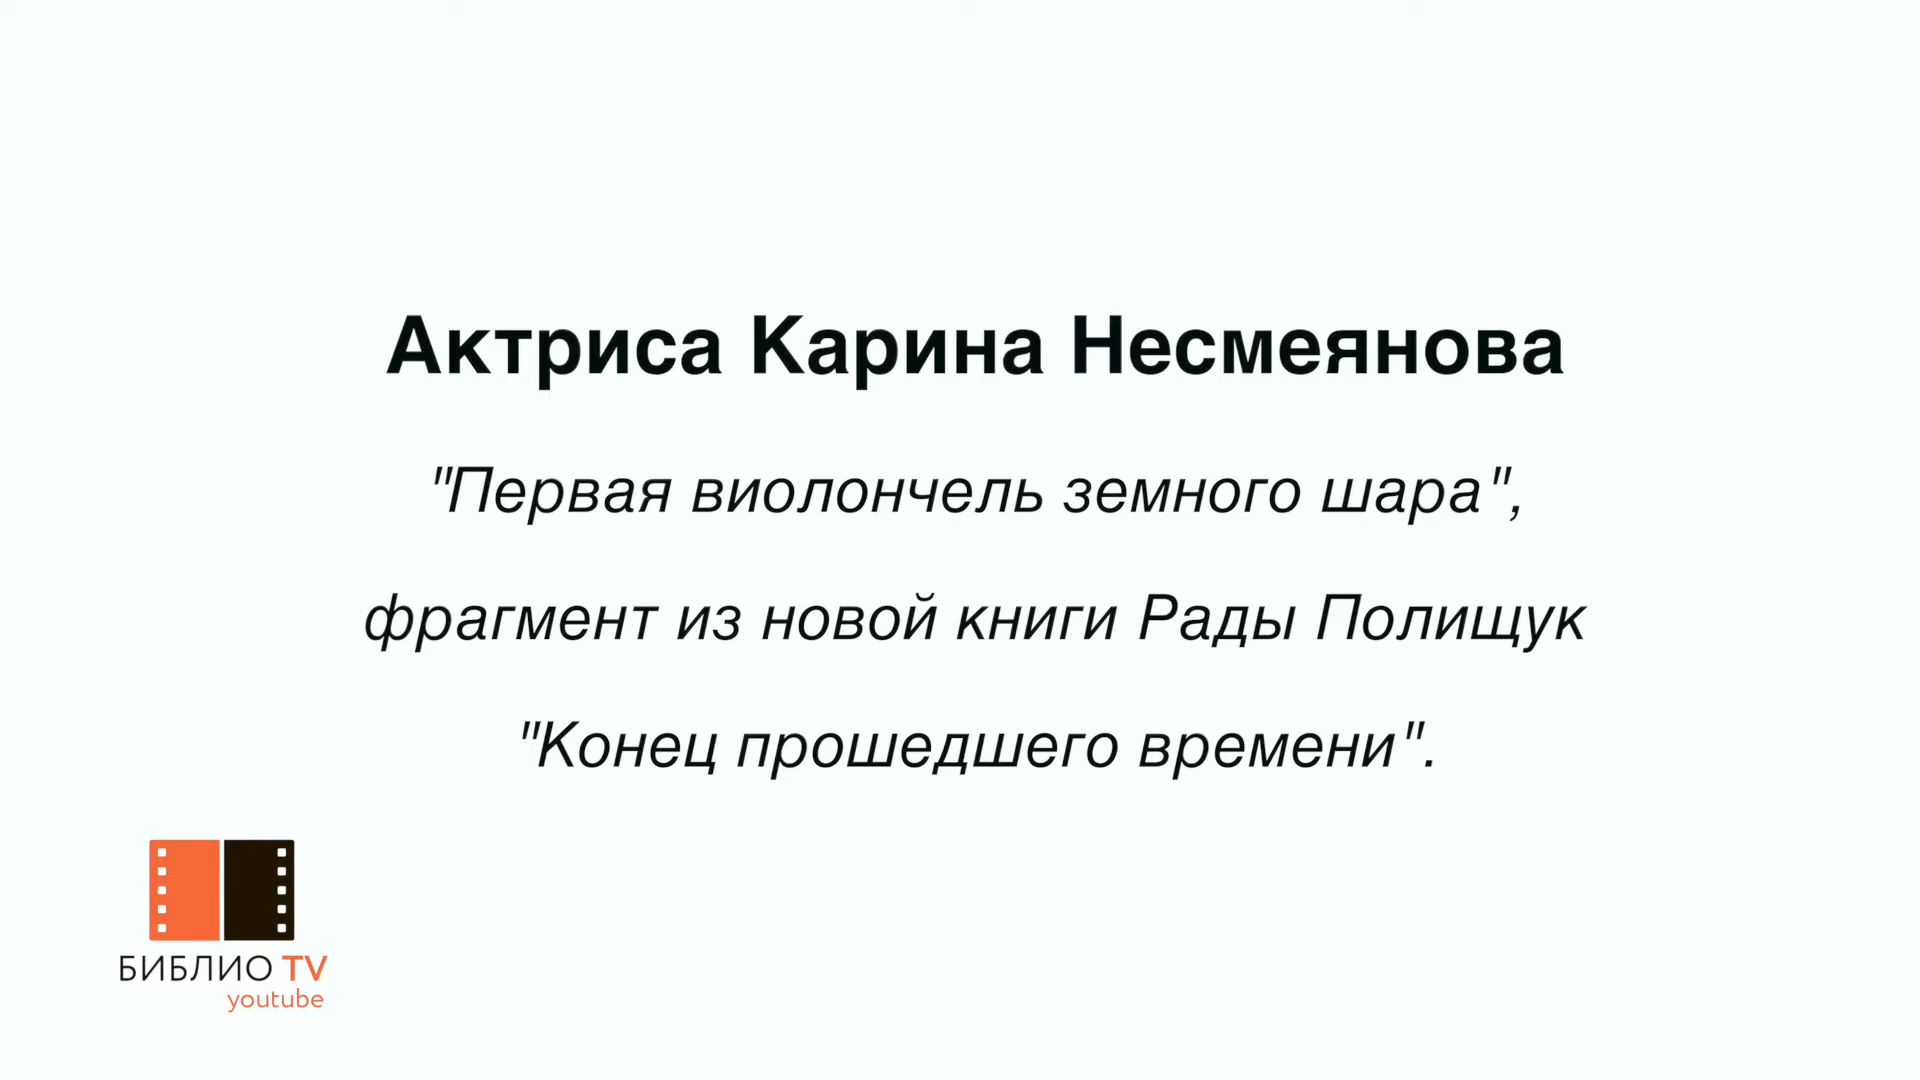 Актриса Карина Несмеянова
"Первая виолончель земного шара",
фрагмент из новой книги Рады Полищук
"Конец прошедшего времени".
БИБЛИО TV
youtube